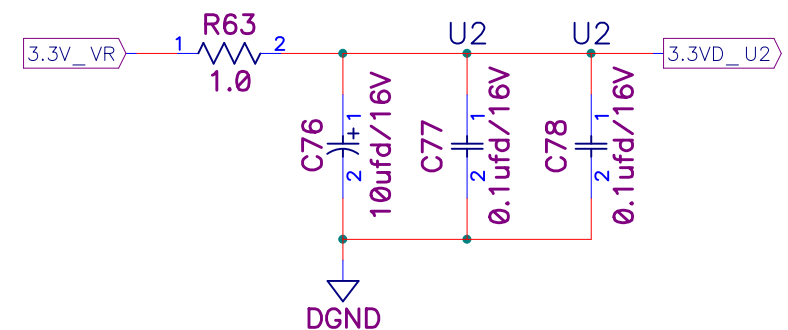 R63
U2
U2
3.3V_VR
1
2
3.3VD_U2
1.0
C76
+
1
2
10ufd/16V
C77
1
2
0.1ufd/16V
C78
1
2
0.1ufd/16V
DGND